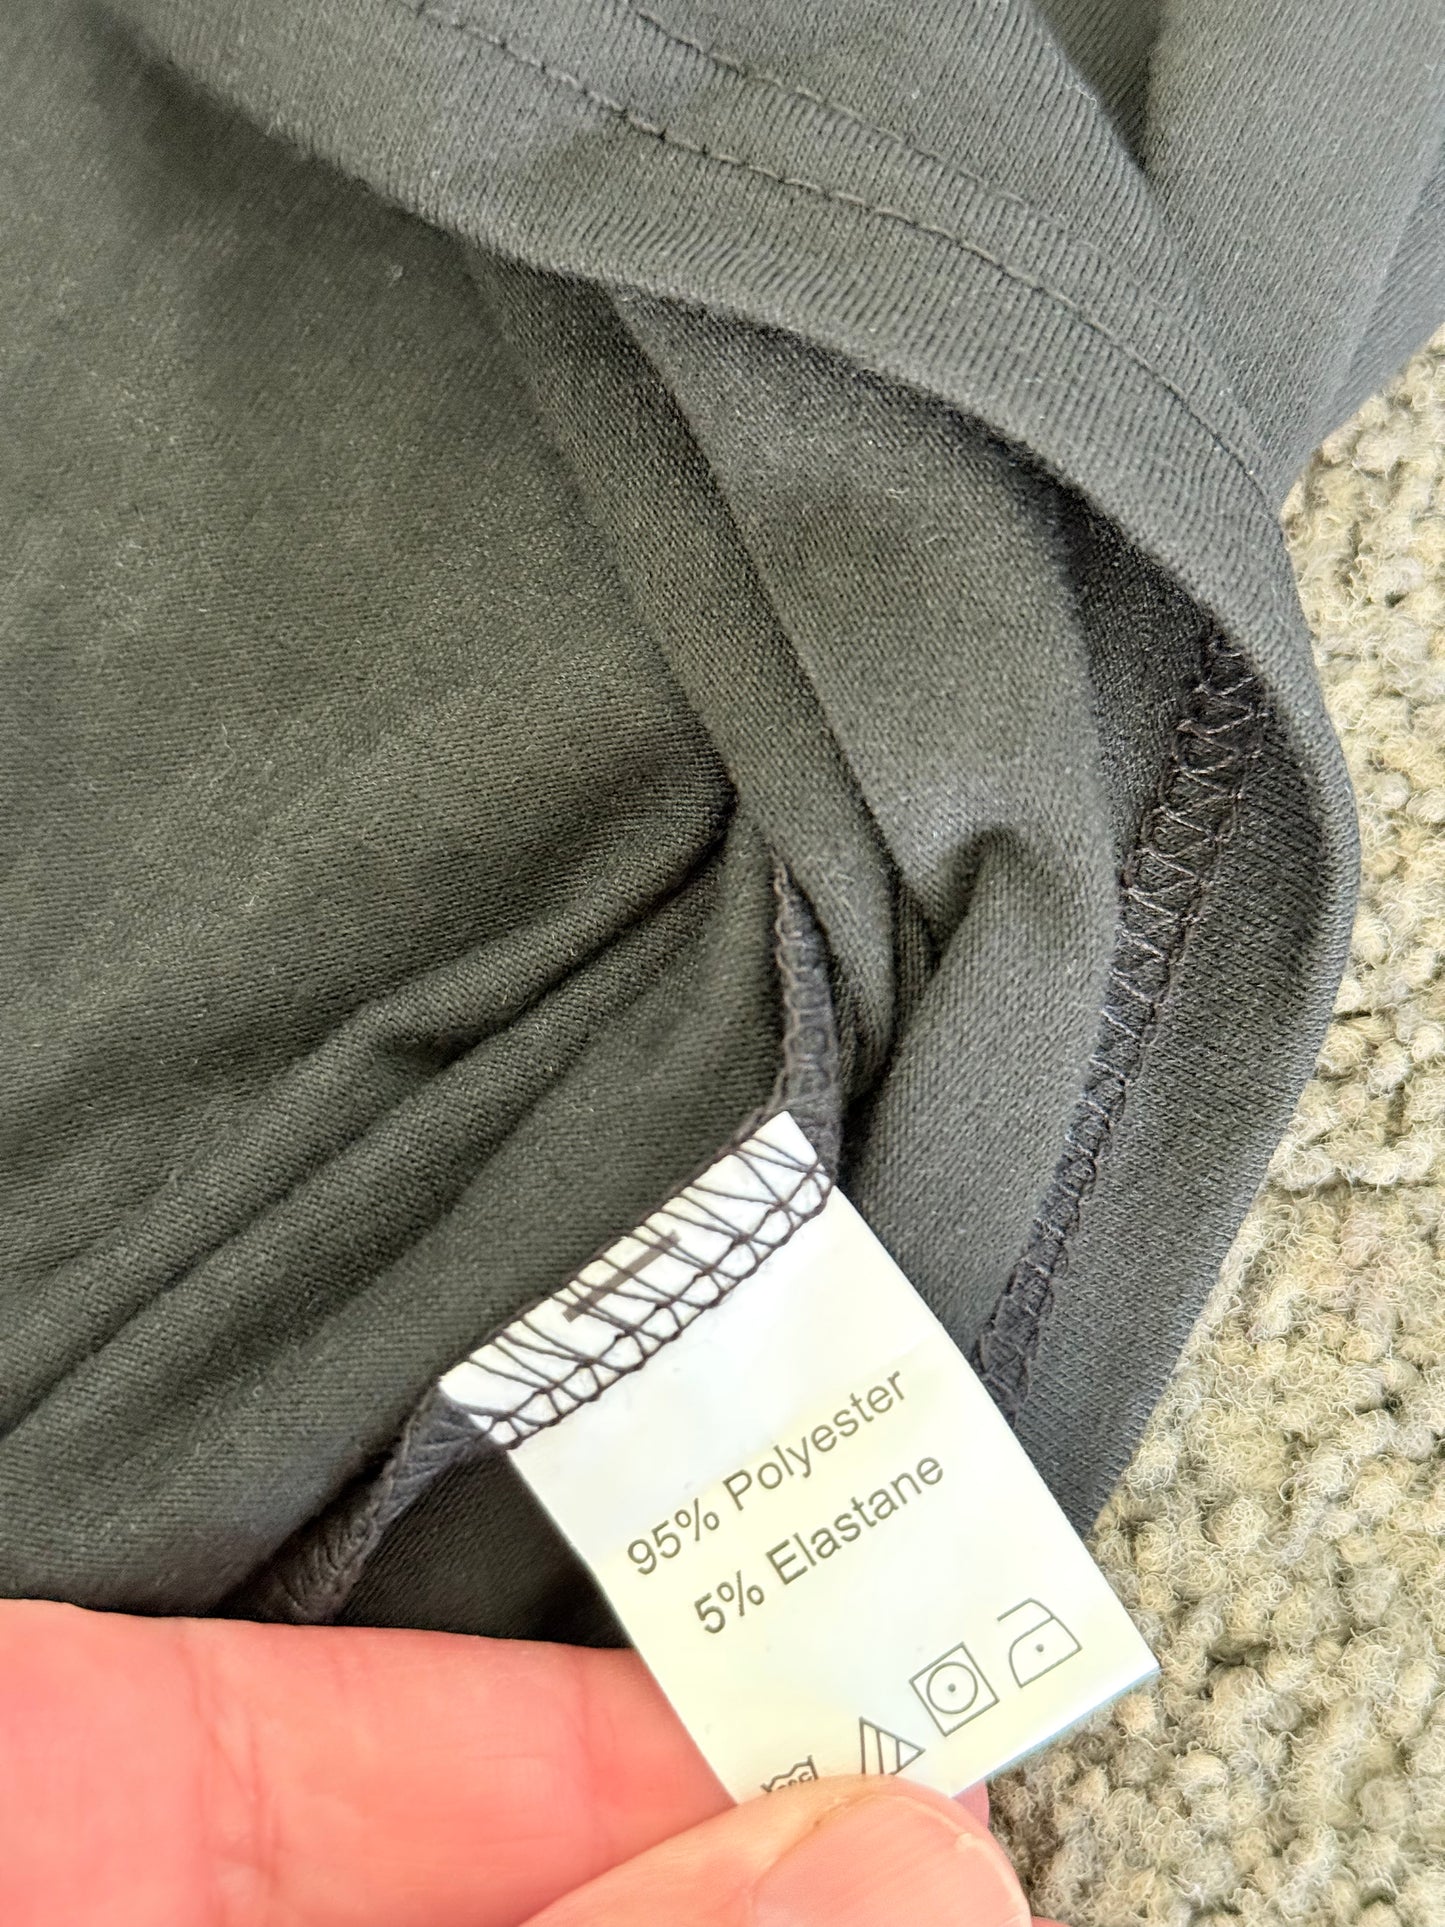 95% Polyester
5% Elastane